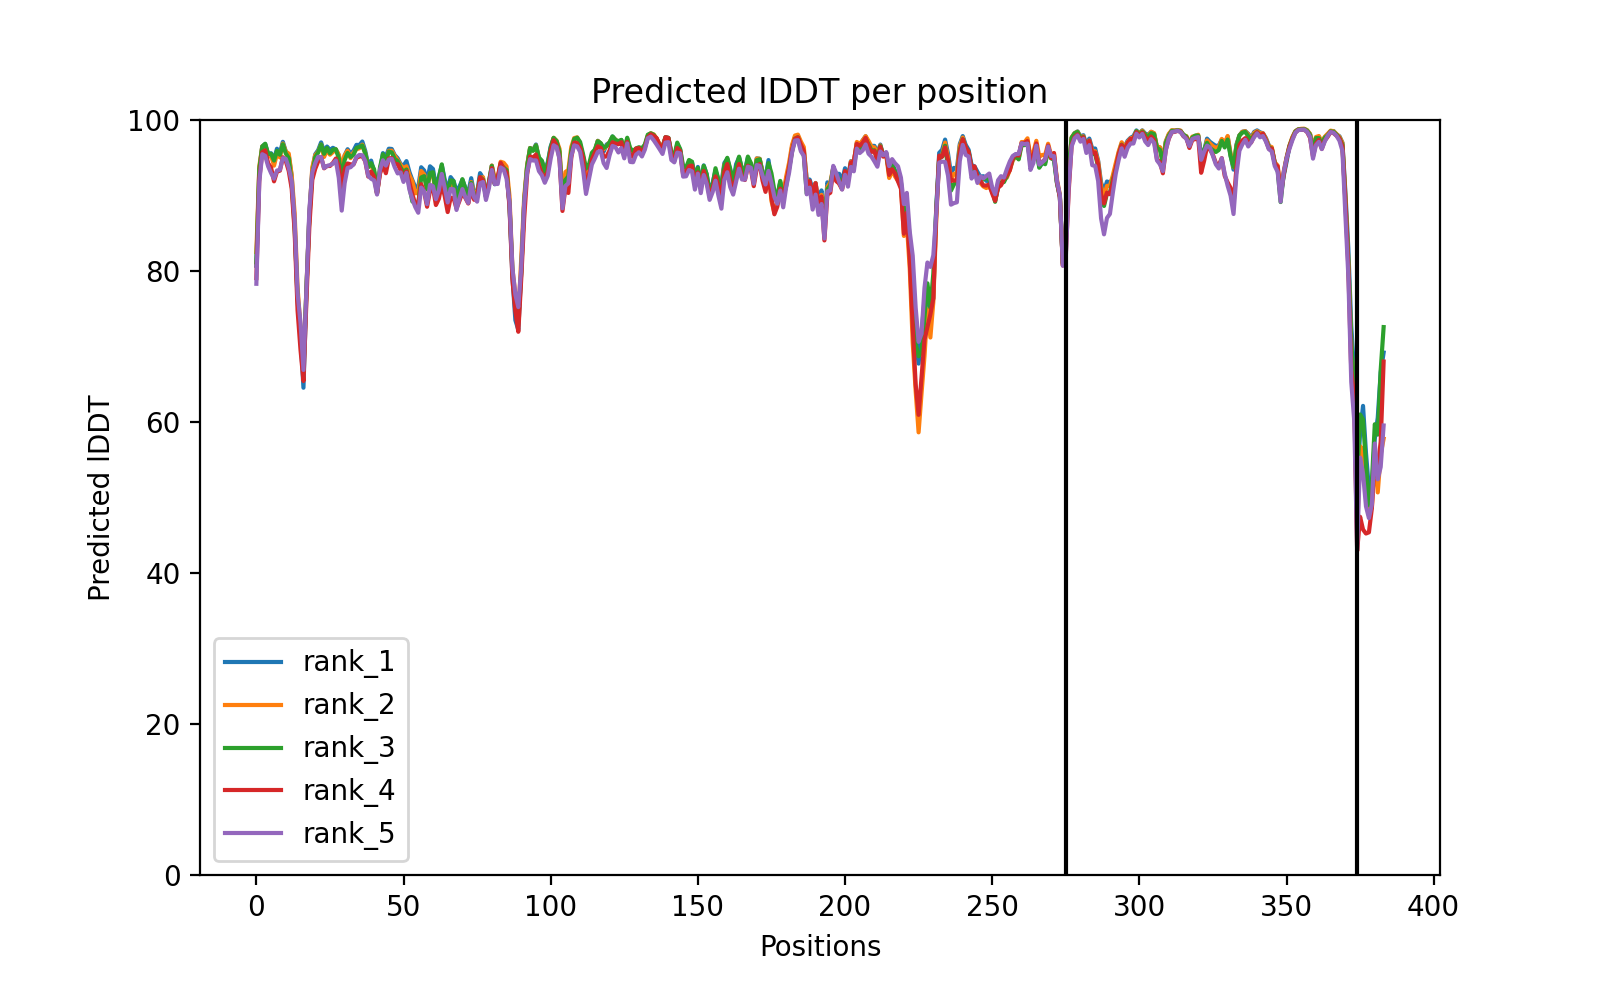 Predicted lDDT per position
100
80
60
40
20
0
Predicted lDDT
rank_1
rank_2
rank_3
rank_4
rank_5
0 50 100 150 200 250 300 350 400
Positions